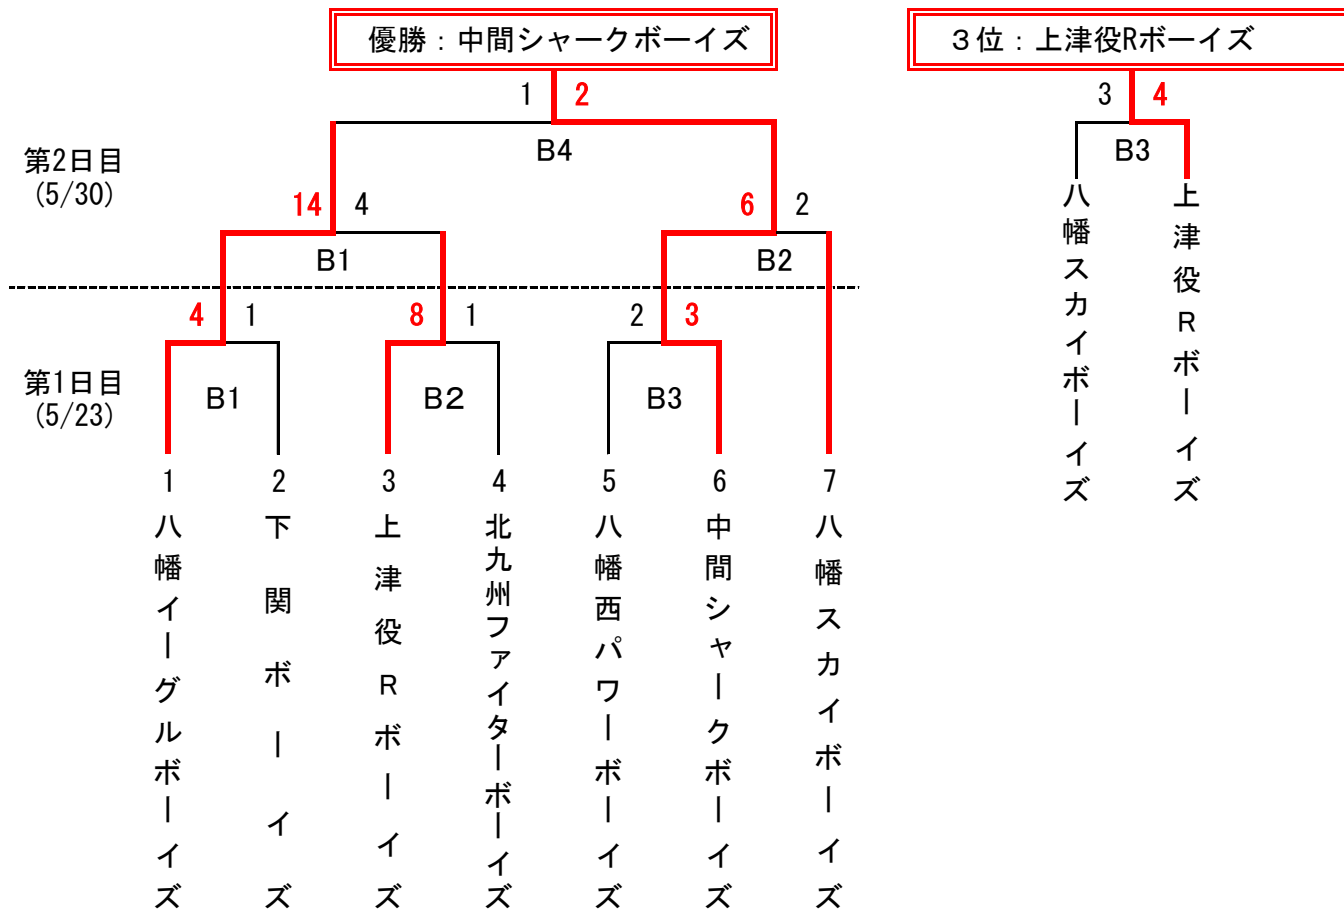 優勝：中間シャークボーイズ
３位：上津役Rボーイズ
1 2
B4
3 4
B3
八幡スカイボーイズ
上津役Rボーイズ
第2日目
(5/30)
14 4
B1
6 2
B2
4 1
8 1
2 3
第1日目
(5/23)
B1
B2
B3
1 2 3 4 5 6 7
八幡イーグルボーイズ
下関ボーイズ
上津役Rボーイズ
北九州ファイターボーイズ
八幡西パワーボーイズ
中間シャークボーイズ
八幡スカイボーイズ